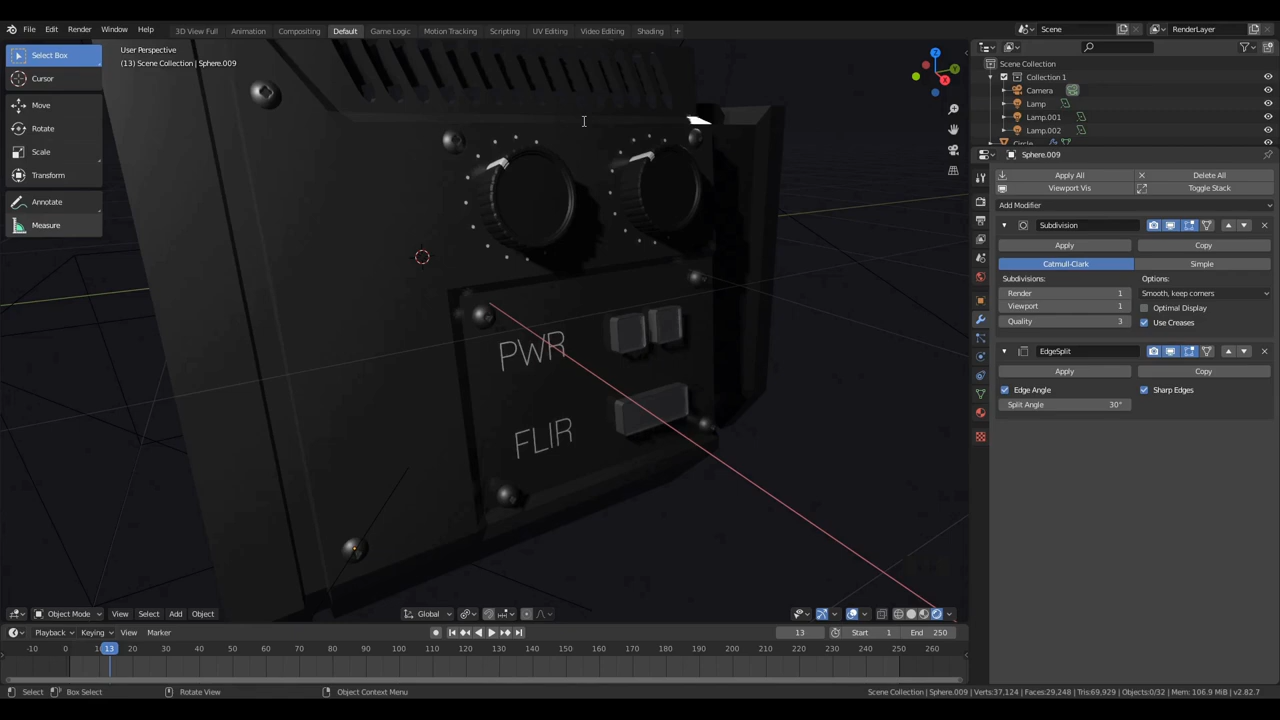 File Edit Render Window Help 3D View Full Animation Compositing Default Game Logic Motion Tracking Scripting UV Editing Video Editing Shading + Scene RenderLayer
Select Box
Cursor
Move
Rotate
Scale
Transform
Annotate
Measure
User Perspective
(13) Scene Collection | Sphere.009
PWR
FLIR
Scene Collection
Collection 1
Camera
Lamp
Lamp.001
Lamp.002
Circle
Sphere.009
Apply All Delete All
Viewport Vis Toggle Stack
Add Modifier
Subdivision
Apply Copy
Catmull-Clark Simple
Subdivisions: Options:
Render 1 Smooth, keep corners
Viewport 1 Optimal Display
Quality 3 Use Creases
EdgeSplit
Apply Copy
Edge Angle Sharp Edges
Split Angle 30°
Object Mode View Select Add Object Global
Playback Keying View Marker 13 Start 1 End 250
-10 0 10 13 20 30 40 50 60 70 80 90 100 110 120 130 140 150 160 170 180 190 200 210 220 230 240 250 260
Select Box Select Rotate View Object Context Menu Scene Collection | Sphere.009 | Verts:37,124 | Faces:29,248 | Tris:69,929 | Objects:0/32 | Mem: 106.9 MiB | v2.82.7